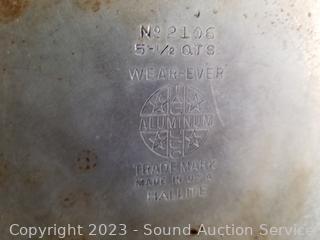 No 2106
5-1/2 QTS
WEAR-EVER
ALUMINUM
TRADE MARK
MADE IN U.S.A.
HALLITE
Copyright 2023 - Sound Auction Service